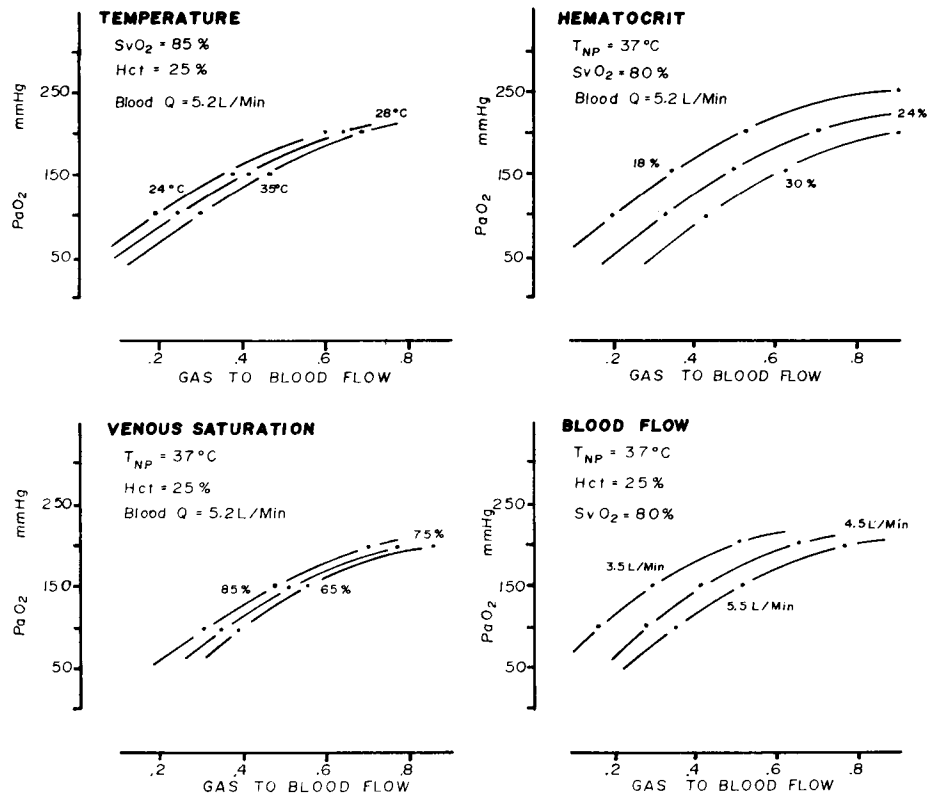 TEMPERATURE
SvO2 = 85 %
Hct = 25 %
Blood Q = 5.2 L/Min
mmHg
PaO2
250
150
50
28°C
24°C
35°C
.2 .4 .6 .8
GAS TO BLOOD FLOW
HEMATOCRIT
TNP = 37°C
SvO2 = 80 %
Blood Q = 5.2 L/Min
mmHg
PaO2
250
150
50
24%
18 %
30 %
.2 .4 .6 .8
GAS TO BLOOD FLOW
VENOUS SATURATION
TNP = 37°C
Hct = 25 %
Blood Q = 5.2 L/Min
mmHg
PaO2
250
150
50
75%
85%
65%
.2 .4 .6 .8
GAS TO BLOOD FLOW
BLOOD FLOW
TNP = 37°C
Hct = 25%
SvO2 = 80%
mmHg
PaO2
250
150
50
4.5 L/Min
3.5 L/Min
5.5 L/Min
.2 .4 .6 .8
GAS TO BLOOD FLOW